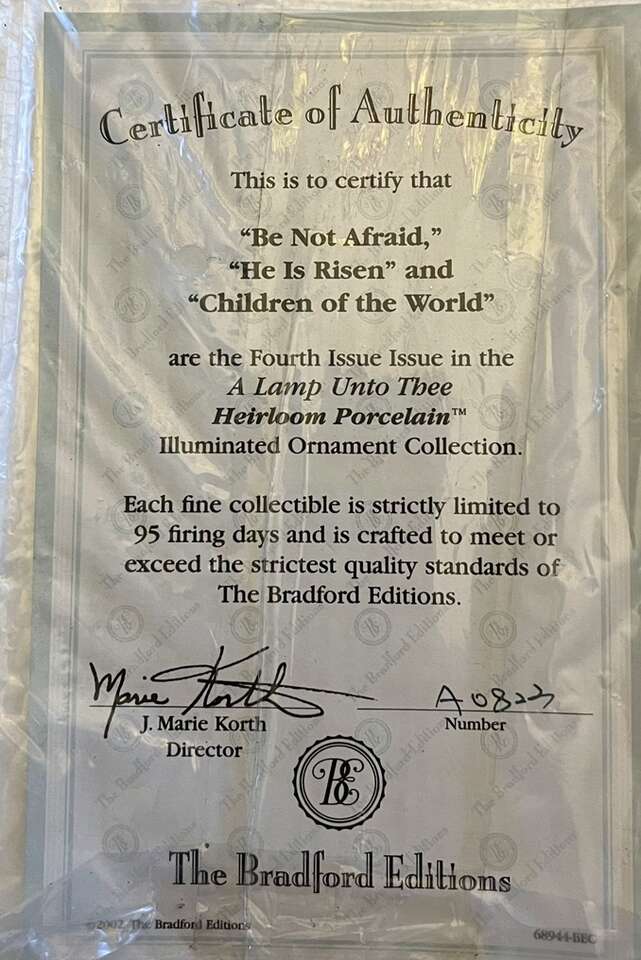 Certificate of Authenticity
This is to certify that
“Be Not Afraid,”
“He Is Risen” and
“Children of the World”
are the Fourth Issue Issue in the
A Lamp Unto Thee
Heirloom Porcelain™
Illuminated Ornament Collection.
Each fine collectible is strictly limited to
95 firing days and is crafted to meet or
exceed the strictest quality standards of
The Bradford Editions.
Marie Korth
A0823
J. Marie Korth
Number
Director
BE
The Bradford Editions
©2002, The Bradford Editions
68944-BEC